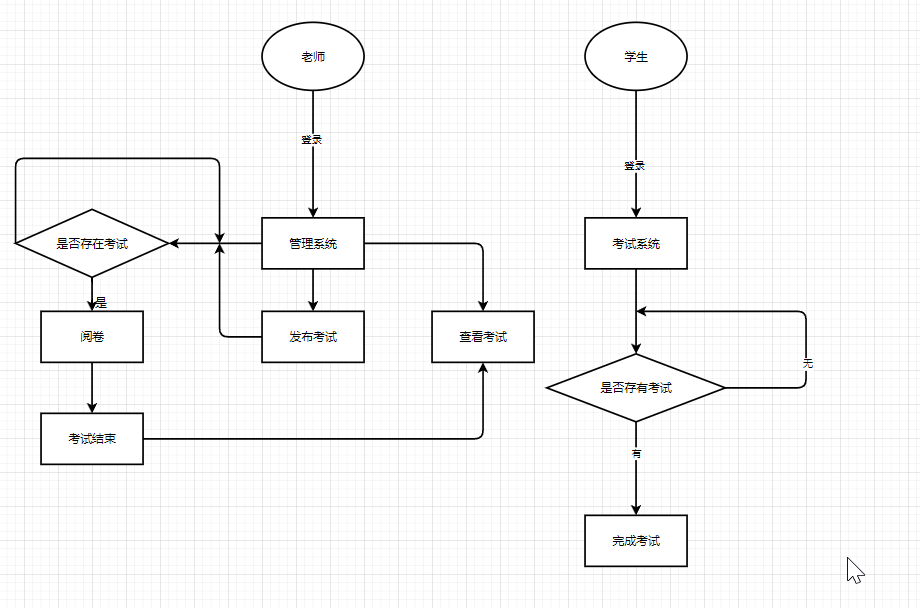 老师
学生
登录
登录
是否存在考试
管理系统
考试系统
是
阅卷
发布考试
查看考试
无
是否存有考试
考试结束
有
完成考试